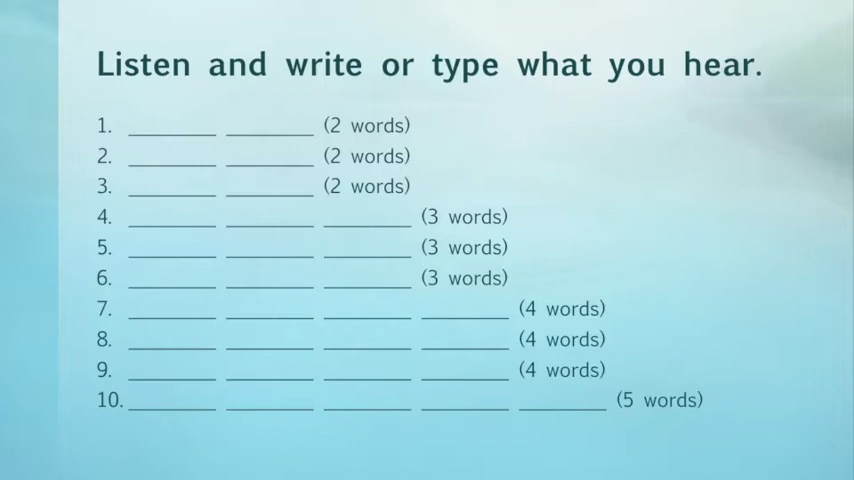 Listen and write or type what you hear.
1. ________ ________ (2 words)
2. ________ ________ (2 words)
3. ________ ________ (2 words)
4. ________ ________ ________ (3 words)
5. ________ ________ ________ (3 words)
6. ________ ________ ________ (3 words)
7. ________ ________ ________ ________ (4 words)
8. ________ ________ ________ ________ (4 words)
9. ________ ________ ________ ________ (4 words)
10. ________ ________ ________ ________ ________ (5 words)